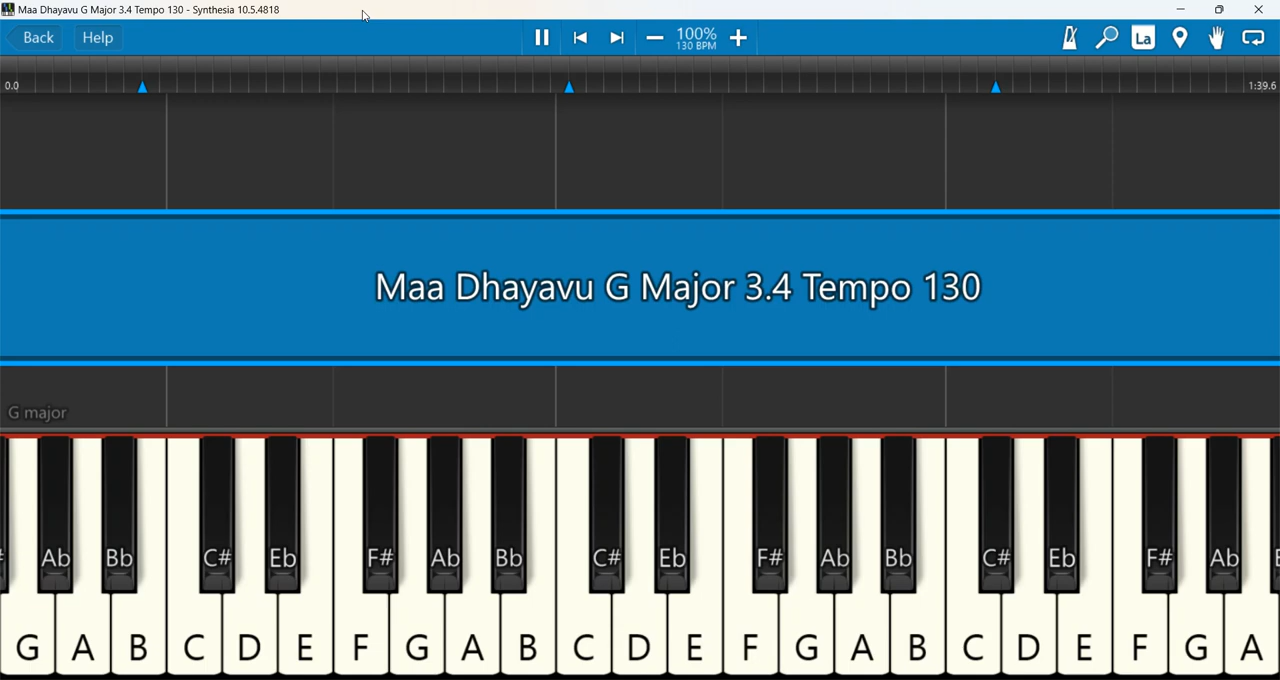 Maa Dhayavu G Major 3.4 Tempo 130 - Synthesia 10.5.4818
Back Help 100% La
130 BPM
0.0 1:39.6
Maa Dhayavu G Major 3.4 Tempo 130
G major
Ab Bb C# Eb F# Ab Bb C# Eb F# Ab Bb C# Eb F# Ab
G A B C D E F G A B C D E F G A B C D E F G A